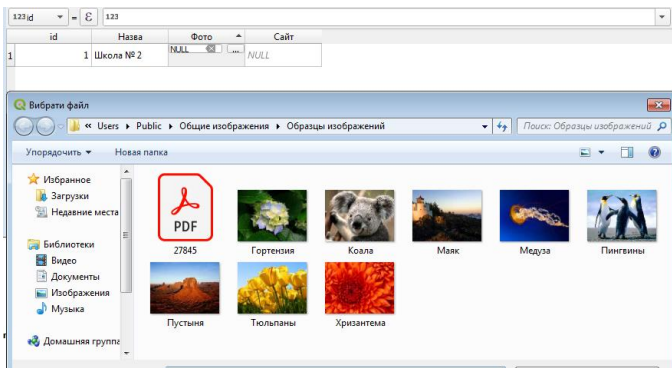 123 id = ε 123
id Назва Фото Сайт
1 1 Школа № 2 NULL ... NULL
Вибрати файл
« Users Public Общие изображения Образцы изображений Поиск: Образцы изображений
Упорядочить Новая папка
Избранное
Загрузки
Недавние места
Библиотеки
Видео
Документы
Изображения
Музыка
Домашняя группа
PDF
27845 Гортензия Коала Маяк Медуза Пингвины
Пустыня Тюльпаны Хризантема